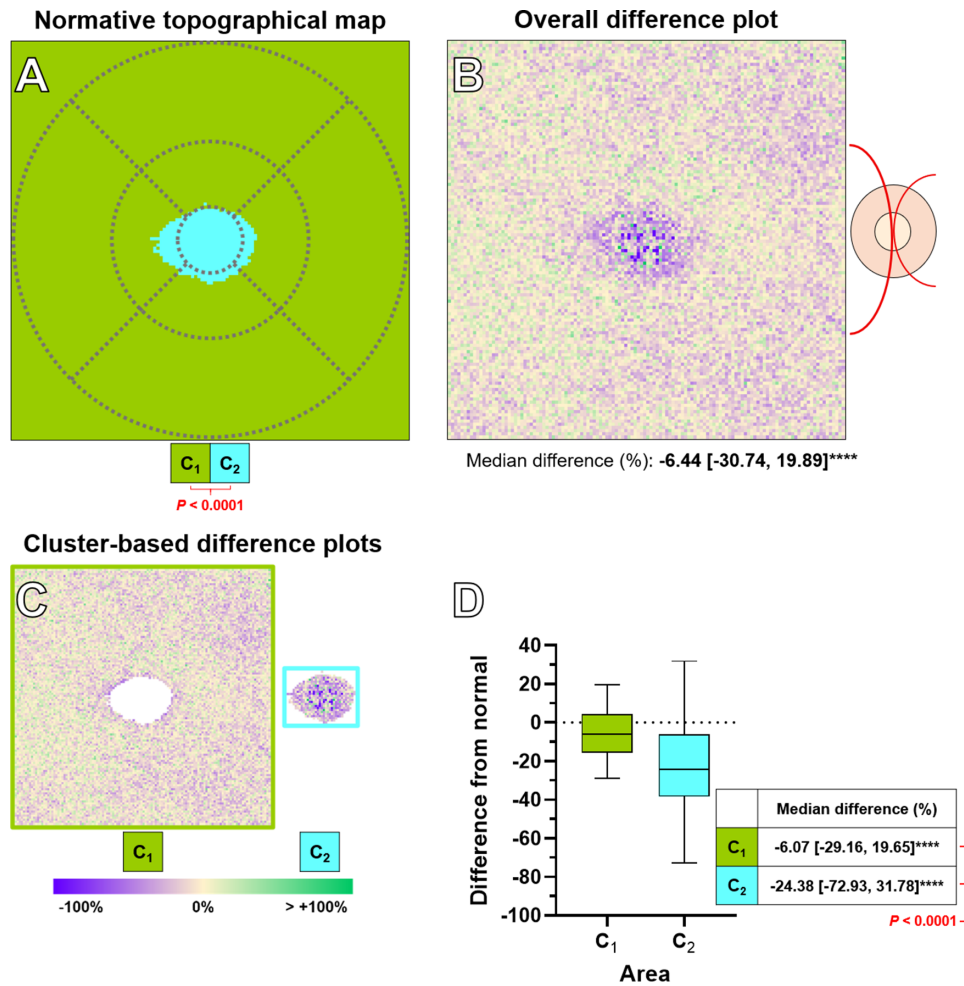 Normative topographical map
Overall difference plot
A
B
C₁ C₂
P < 0.0001
Median difference (%): -6.44 [-30.74, 19.89]****
Cluster-based difference plots
C
D
C₁
C₂
-100% 0% > +100%
Difference from normal
40
20
0
-20
-40
-60
-80
-100
C₁ C₂
Area
Median difference (%)
C₁ -6.07 [-29.16, 19.65]****
C₂ -24.38 [-72.93, 31.78]****
P < 0.0001